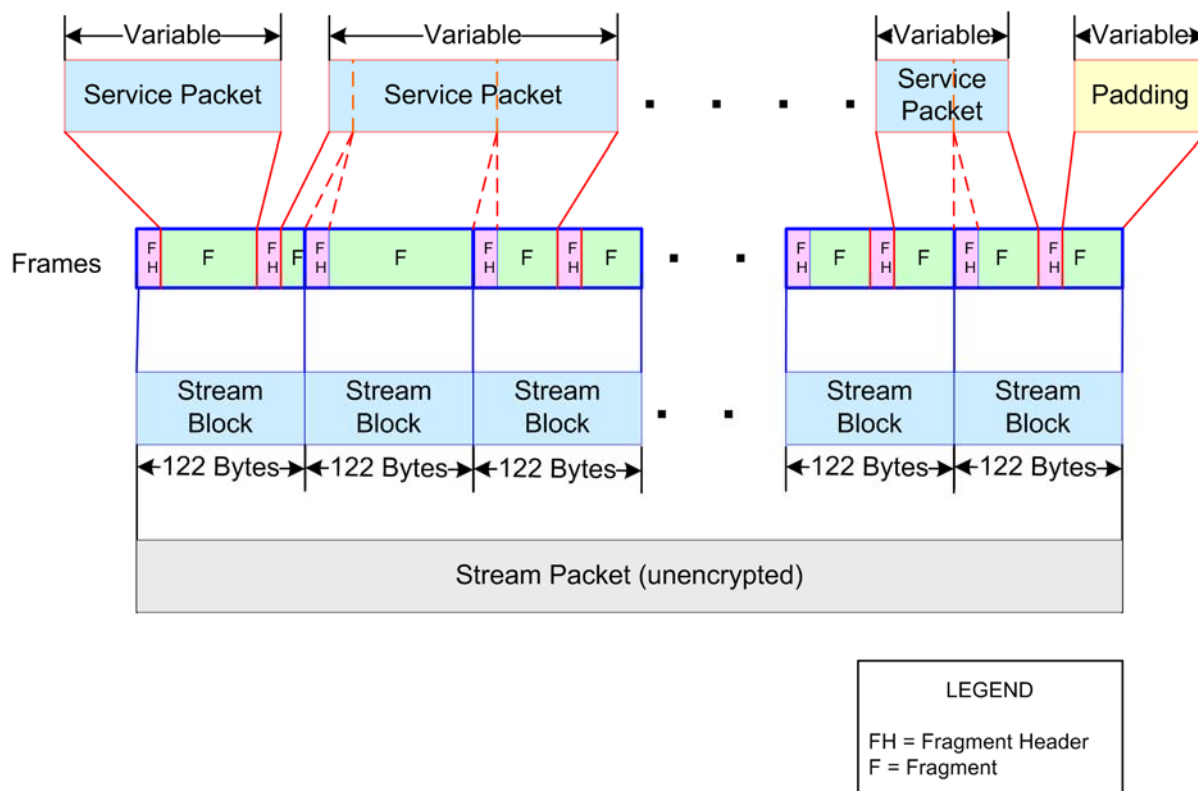 Variable
Variable
Variable
Variable
Service Packet
Service Packet
Service
Packet
Padding
Frames
F
H
F
F
H
F
F
H
F
F
H
F
F
H
F
F
H
F
F
H
F
F
H
F
F
H
F
Stream
Block
Stream
Block
Stream
Block
Stream
Block
Stream
Block
122 Bytes
122 Bytes
122 Bytes
122 Bytes
122 Bytes
Stream Packet (unencrypted)
LEGEND
FH = Fragment Header
F = Fragment